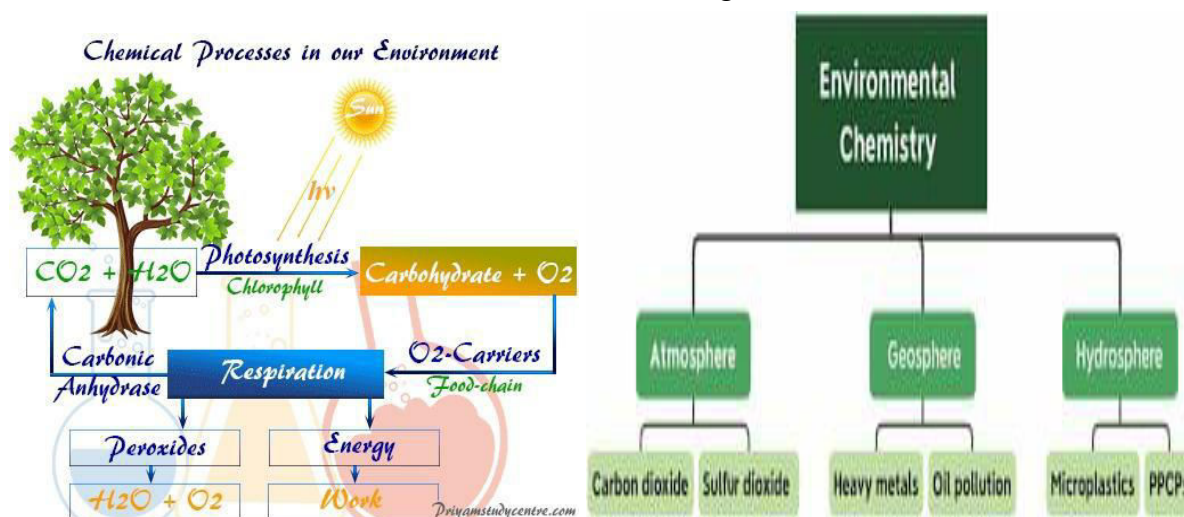 Chemical Processes in our Environment
Sun
hν
CO2 + H2O
Photosynthesis
Chlorophyll
Carbohydrate + O2
Carbonic
Anhydrase
Respiration
O2-Carriers
Food-chain
Peroxides
Energy
H2O + O2
Work
Priyamstudycentre.com
Environmental
Chemistry
Atmosphere
Geosphere
Hydrosphere
Carbon dioxide
Sulfur dioxide
Heavy metals
Oil pollution
Microplastics
PPCPs